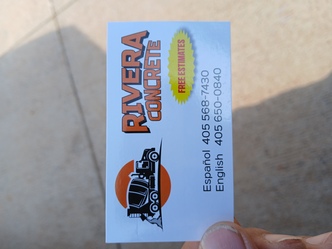 RIVERA
CONCRETE
FREE ESTIMATES
Español 405 568-7430
English 405 650-0840